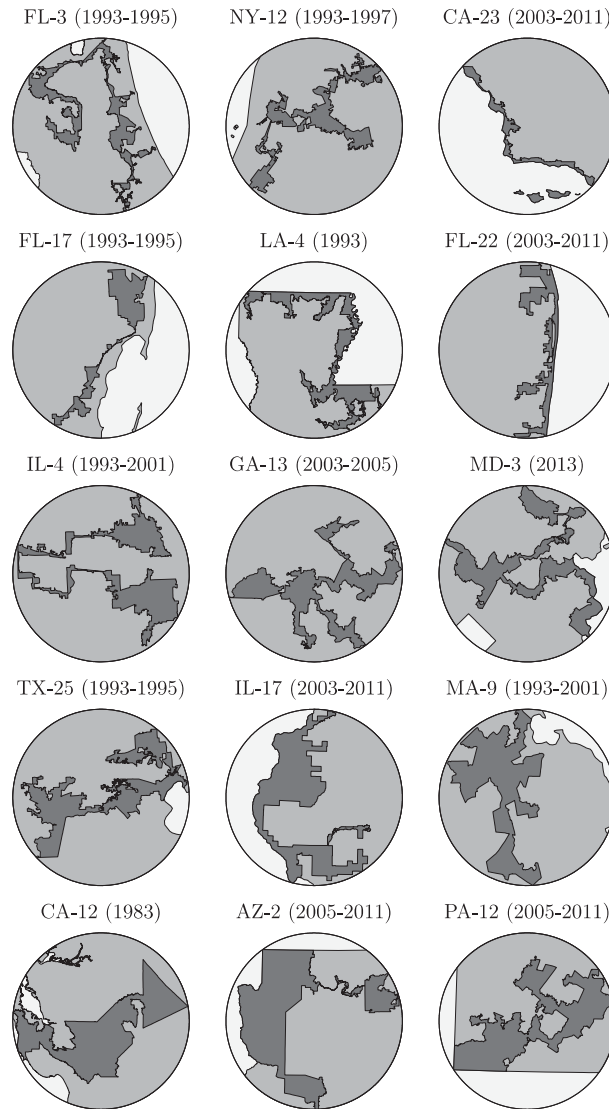 FL-3 (1993-1995) NY-12 (1993-1997) CA-23 (2003-2011)
FL-17 (1993-1995) LA-4 (1993) FL-22 (2003-2011)
IL-4 (1993-2001) GA-13 (2003-2005) MD-3 (2013)
TX-25 (1993-1995) IL-17 (2003-2011) MA-9 (1993-2001)
CA-12 (1983) AZ-2 (2005-2011) PA-12 (2005-2011)